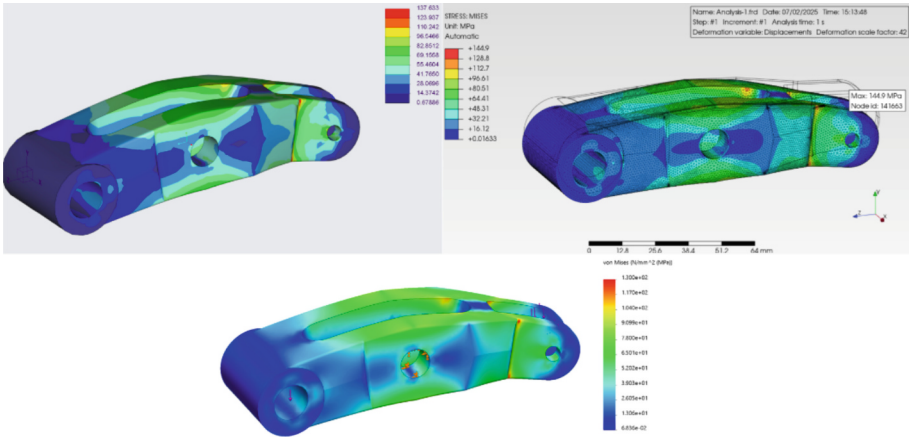 137.633
123.937
110.242
96.5466
82.8512
69.1558
55.4604
41.7650
28.0696
14.3742
0.67888
STRESS: MISES
Unit: MPa
Automatic
+144.9
+128.8
+112.7
+96.61
+80.51
+64.41
+48.31
+32.21
+16.12
+0.01633
Name: Analysis-1.frd Date: 07/02/2025 Time: 15:13:48
Step: #1 Increment: #1 Analysis time: 1 s
Deformation variable: Displacements Deformation scale factor: 42
Max: 144.9 MPa
Node id: 141663
Y
Z
X
0 12.8 25.6 38.4 51.2 64 mm
von Mises (N/mm^2 (MPa))
1.300e+02
1.170e+02
1.040e+02
9.099e+01
7.800e+01
6.501e+01
5.202e+01
3.903e+01
2.605e+01
1.306e+01
6.836e-02